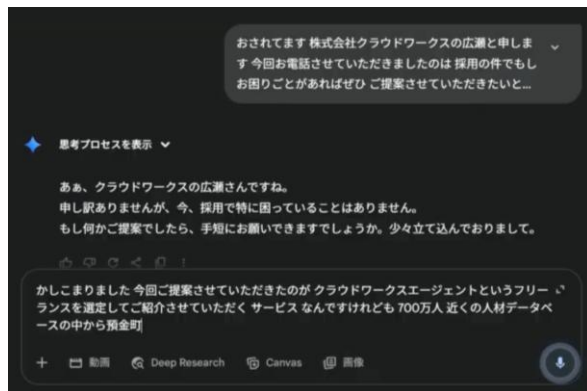 おされてます 株式会社クラウドワークスの広瀬と申しま
す 今回お電話させていただきましたのは 採用の件でもし
お困りごとがあればぜひ ご提案させていただきたいと...
思考プロセスを表示
あぁ、クラウドワークスの広瀬さんですね。
申し訳ありませんが、今、採用で特に困っていることはありません。
もし何かご提案でしたら、手短にお願いできますでしょうか。少々立て込んでおりまして。
かしこまりました 今回ご提案させていただきたのが クラウドワークスエージェントというフリー
ランスを選定してご紹介させていただく サービス なんですけれども 700万人 近くの人材データベ
ースの中から預金町
動画 Deep Research Canvas 画像